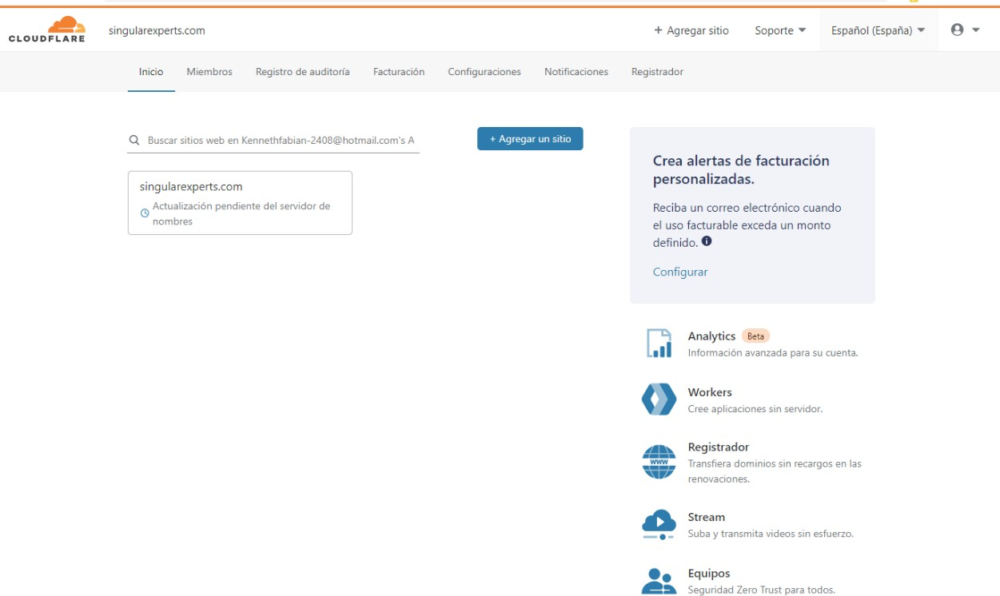 CLOUDFLARE
singularexperts.com
+ Agregar sitio
Soporte
Español (España)
Inicio
Miembros
Registro de auditoría
Facturación
Configuraciones
Notificaciones
Registrador
Buscar sitios web en Kennethfabian-2408@hotmail.com's A
+ Agregar un sitio
singularexperts.com
Actualización pendiente del servidor de
nombres
Crea alertas de facturación
personalizadas.
Reciba un correo electrónico cuando
el uso facturable exceda un monto
definido.
Configurar
Analytics Beta
Información avanzada para su cuenta.
Workers
Cree aplicaciones sin servidor.
www
Registrador
Transfiera dominios sin recargos en las
renovaciones.
Stream
Suba y transmita videos sin esfuerzo.
Equipos
Seguridad Zero Trust para todos.